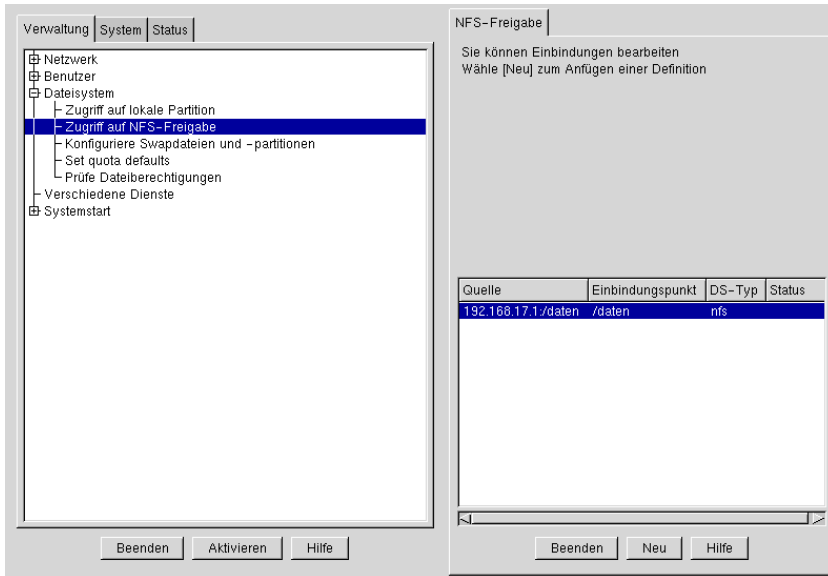 Verwaltung System Status
Netzwerk
Benutzer
Dateisystem
Zugriff auf lokale Partition
Zugriff auf NFS-Freigabe
Konfiguriere Swapdateien und -partitionen
Set quota defaults
Prüfe Dateiberechtigungen
Verschiedene Dienste
Systemstart
Beenden Aktivieren Hilfe
NFS-Freigabe
Sie können Einbindungen bearbeiten
Wähle [Neu] zum Anfügen einer Definition
Quelle Einbindungspunkt DS-Typ Status
192.168.17.1:/daten /daten nfs
Beenden Neu Hilfe